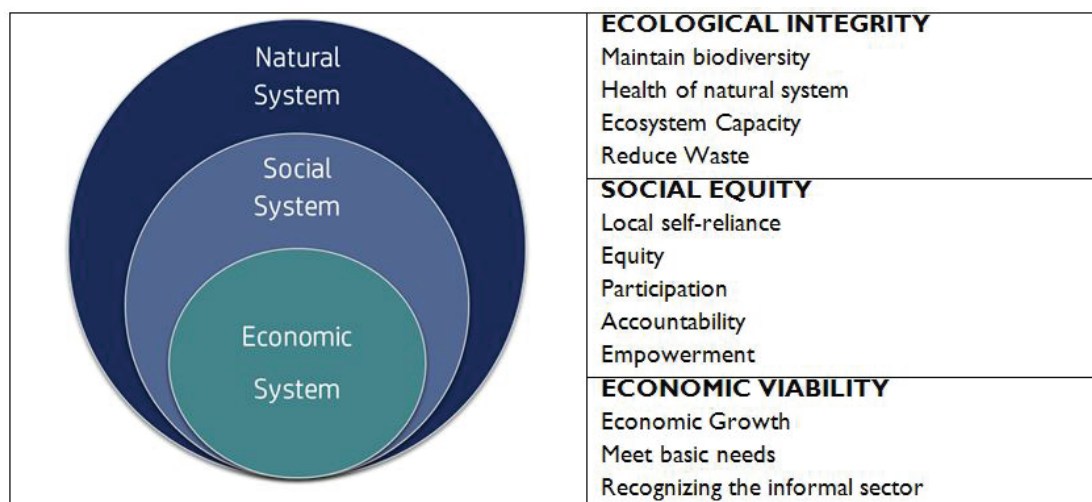 Natural
System
Social
System
Economic
System
ECOLOGICAL INTEGRITY
Maintain biodiversity
Health of natural system
Ecosystem Capacity
Reduce Waste
SOCIAL EQUITY
Local self-reliance
Equity
Participation
Accountability
Empowerment
ECONOMIC VIABILITY
Economic Growth
Meet basic needs
Recognizing the informal sector